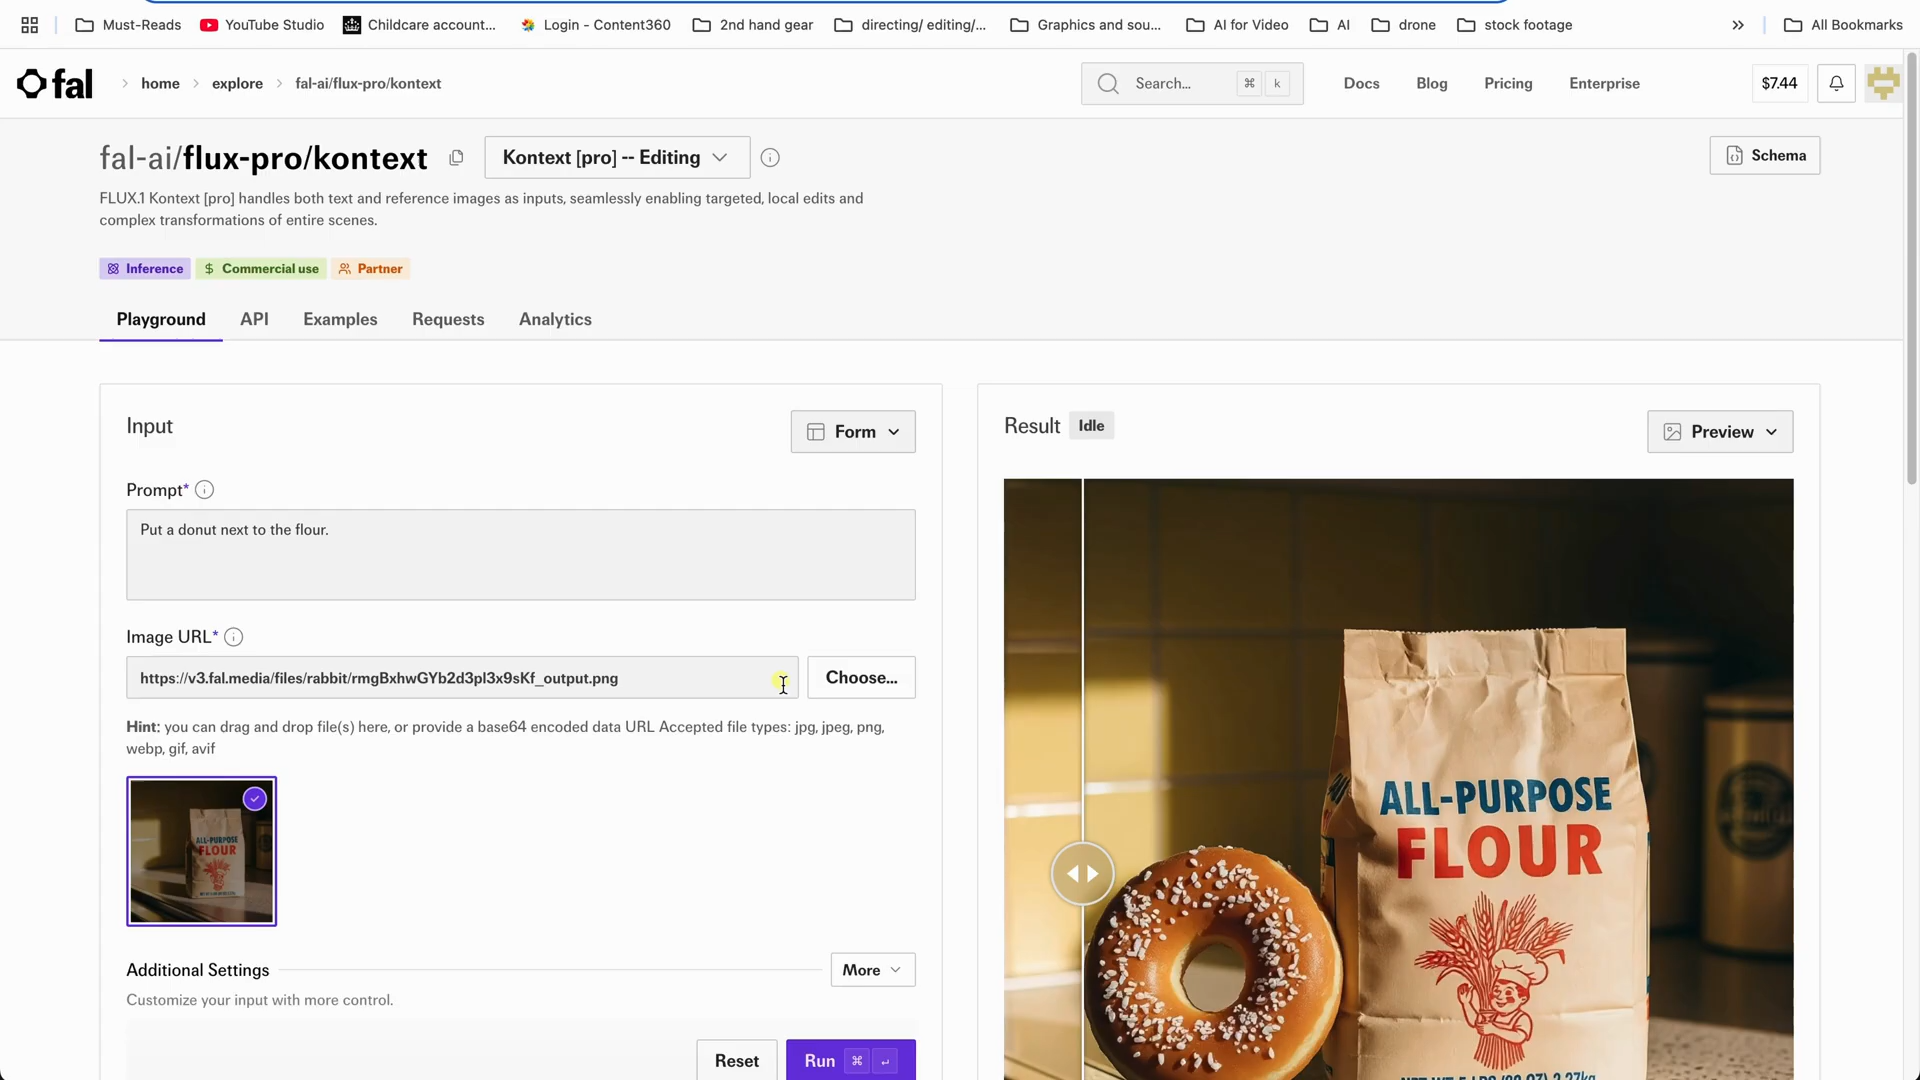 Must-Reads
YouTube Studio
Childcare account...
Login - Content360
2nd hand gear
directing/ editing/...
Graphics and sou...
AI for Video
AI
drone
stock footage
»
All Bookmarks
fal
home
explore
fal-ai/flux-pro/kontext
Search...
⌘
k
Docs
Blog
Pricing
Enterprise
$7.44
fal-ai/flux-pro/kontext
Kontext [pro] -- Editing
Schema
FLUX.1 Kontext [pro] handles both text and reference images as inputs, seamlessly enabling targeted, local edits and
complex transformations of entire scenes.
Inference
$ Commercial use
Partner
Playground
API
Examples
Requests
Analytics
Input
Form
Prompt*
Put a donut next to the flour.
Image URL*
https://v3.fal.media/files/rabbit/rmgBxhwGYb2d3pl3x9sKf_output.png
Choose...
Hint: you can drag and drop file(s) here, or provide a base64 encoded data URL Accepted file types: jpg, jpeg, png,
webp, gif, avif
ALL-PURPOSE
FLOUR
Additional Settings
More
Customize your input with more control.
Reset
Run ⌘ ↵
Result
Idle
Preview
ALL-PURPOSE
FLOUR